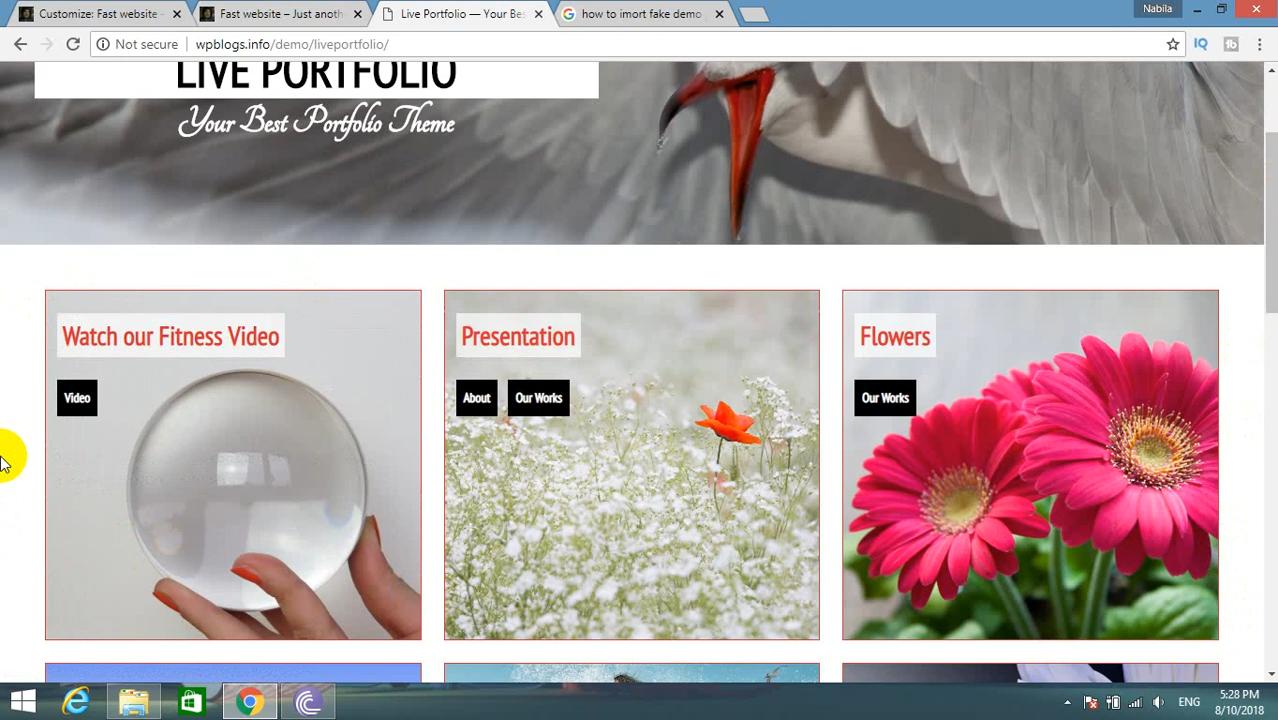 Customize: Fast website -
Fast website – Just anoth
Live Portfolio — Your Bes
how to imort fake demo
Nabila
Not secure
wpblogs.info/demo/liveportfolio/
LIVE PORTFOLIO
Your Best Portfolio Theme
Watch our Fitness Video
Video
Presentation
About Our Works
Flowers
Our Works
ENG
5:28 PM
8/10/2018